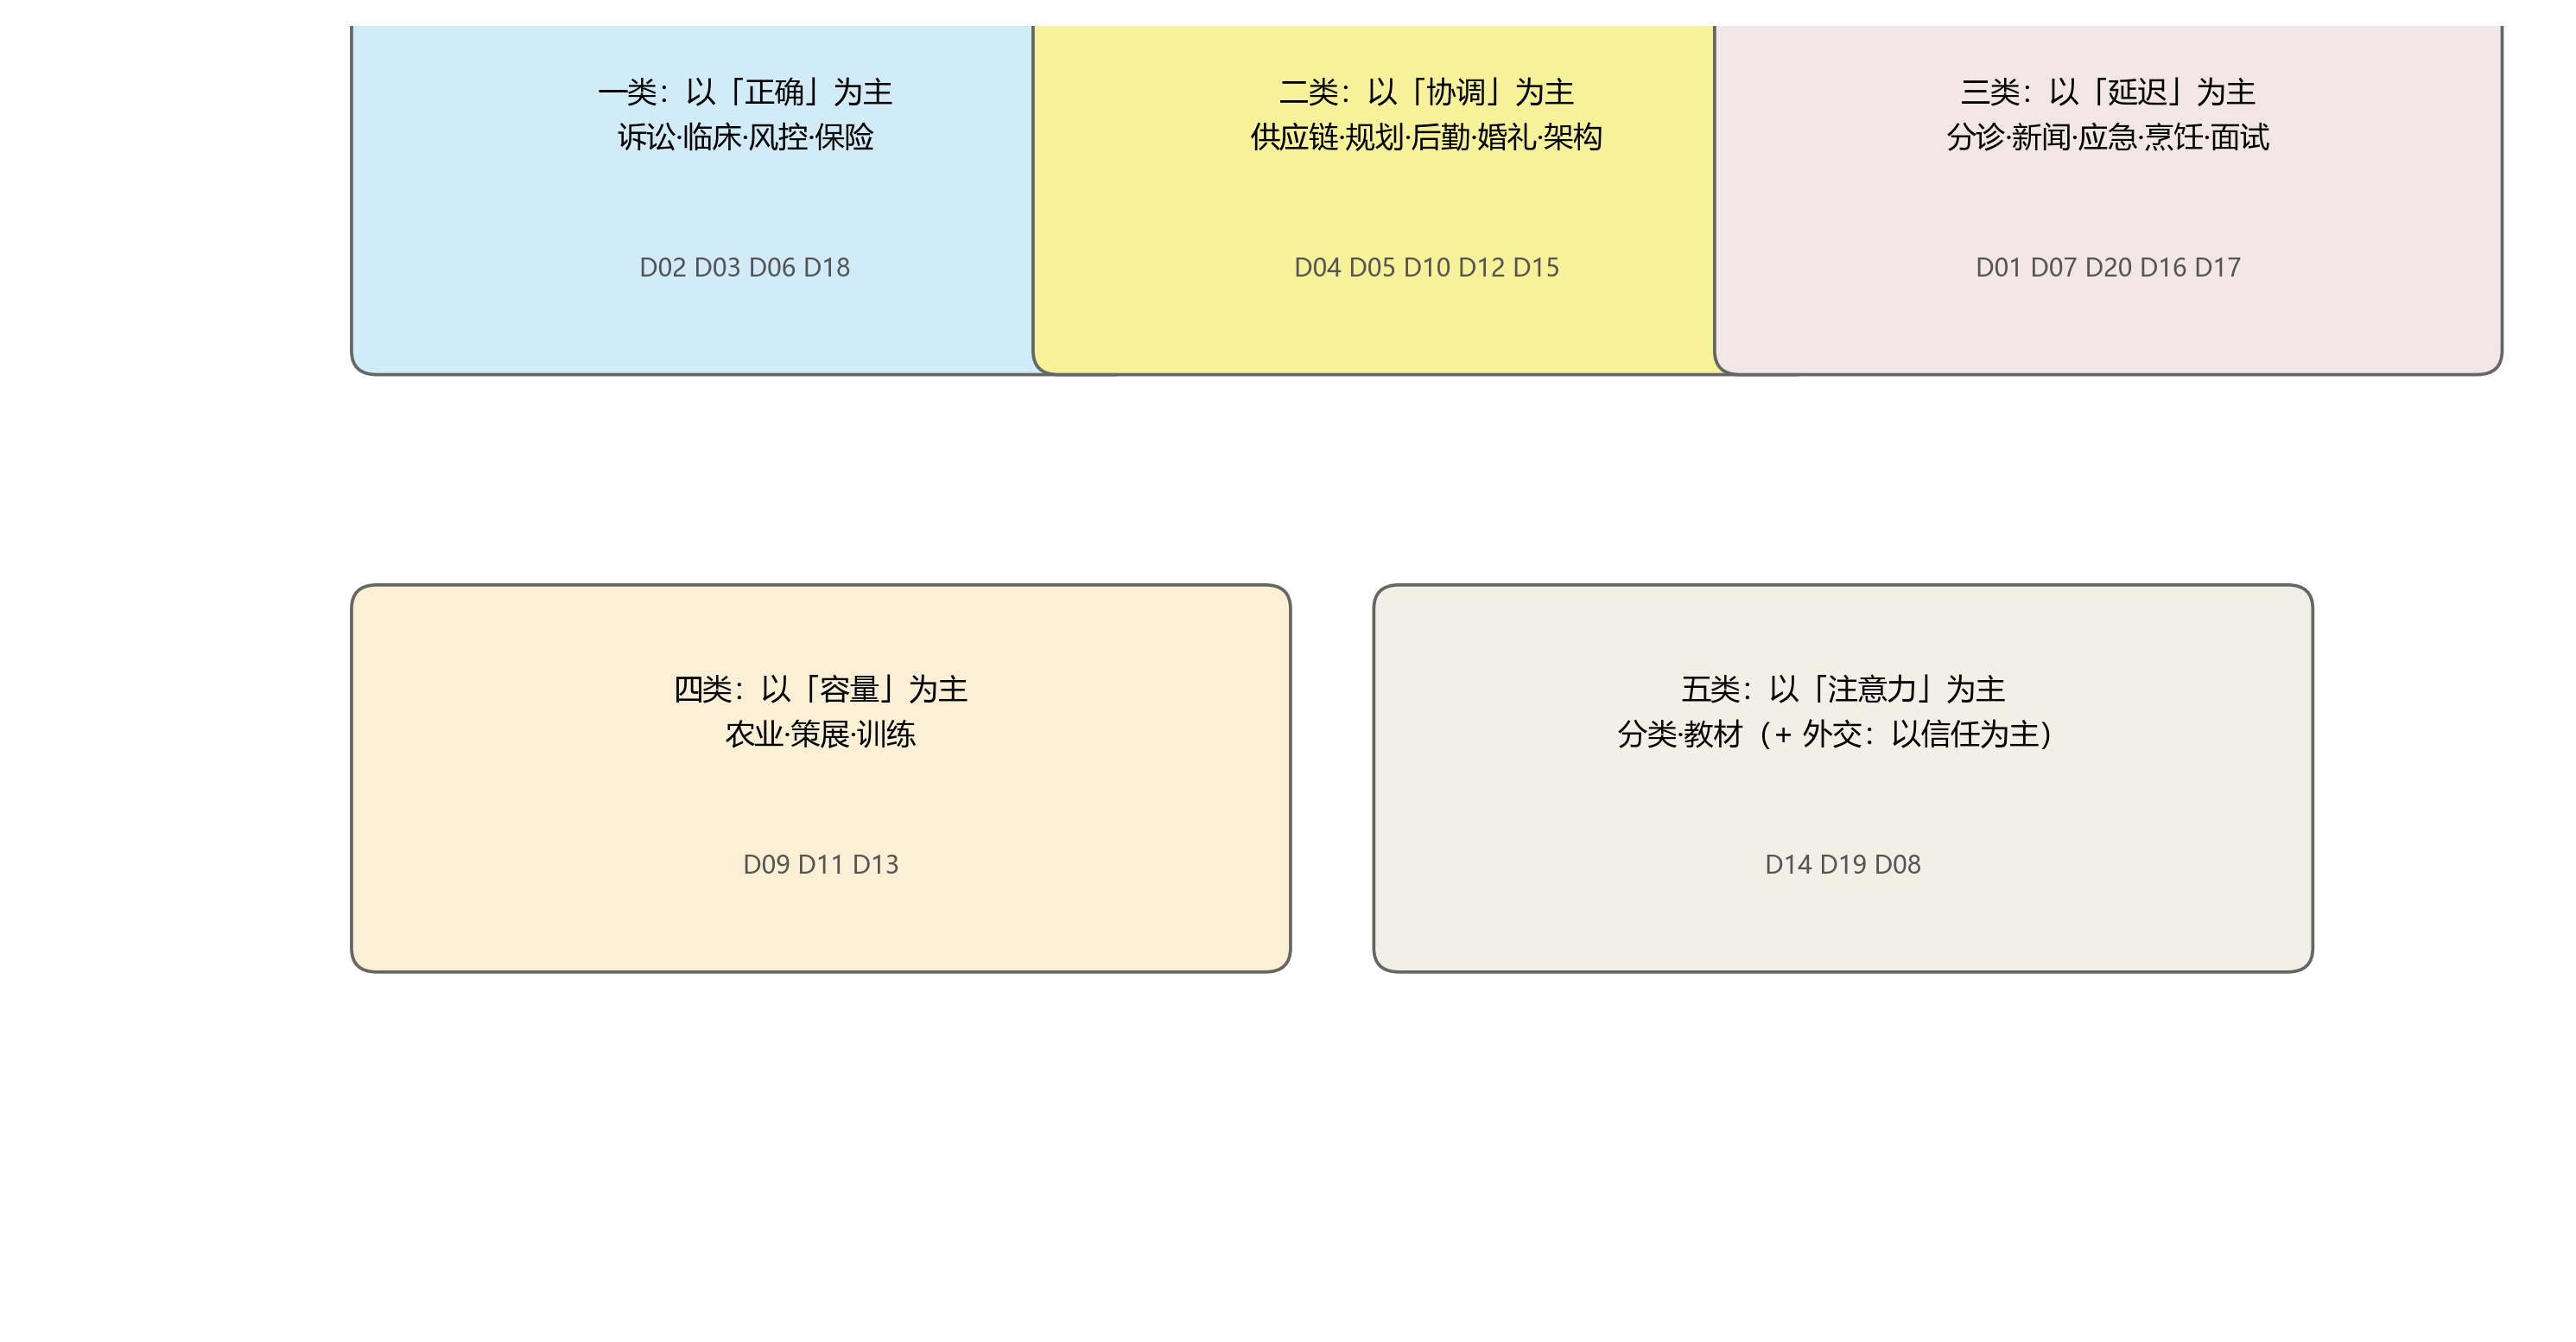 一类：以「正确」为主
诉讼·临床·风控·保险
D02 D03 D06 D18
二类：以「协调」为主
供应链·规划·后勤·婚礼·架构
D04 D05 D10 D12 D15
三类：以「延迟」为主
分诊·新闻·应急·烹饪·面试
D01 D07 D20 D16 D17
四类：以「容量」为主
农业·策展·训练
D09 D11 D13
五类：以「注意力」为主
分类·教材（+ 外交：以信任为主）
D14 D19 D08